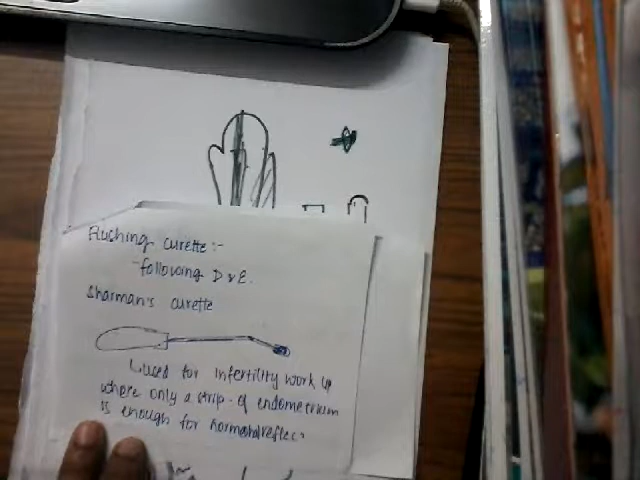 Flushing curette:-
-following D & E.
Sharman's curette
used for infertility work up
where only a strip of endometrium
is enough for hormonal reflec